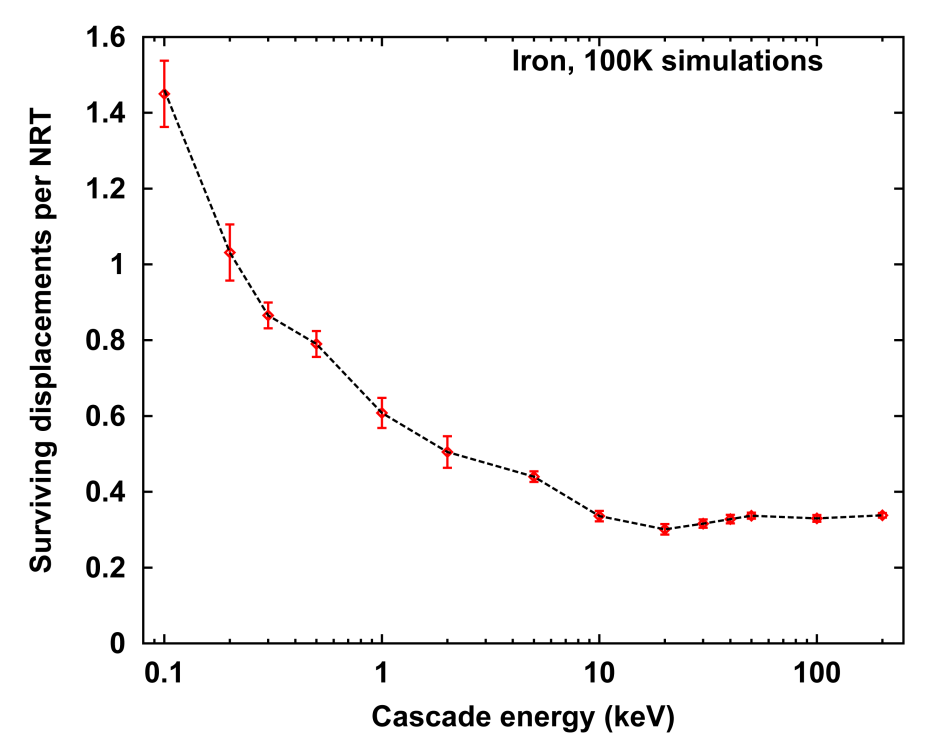 Iron, 100K simulations
Surviving displacements per NRT
1.6
1.4
1.2
1
0.8
0.6
0.4
0.2
0
0.1 1 10 100
Cascade energy (keV)